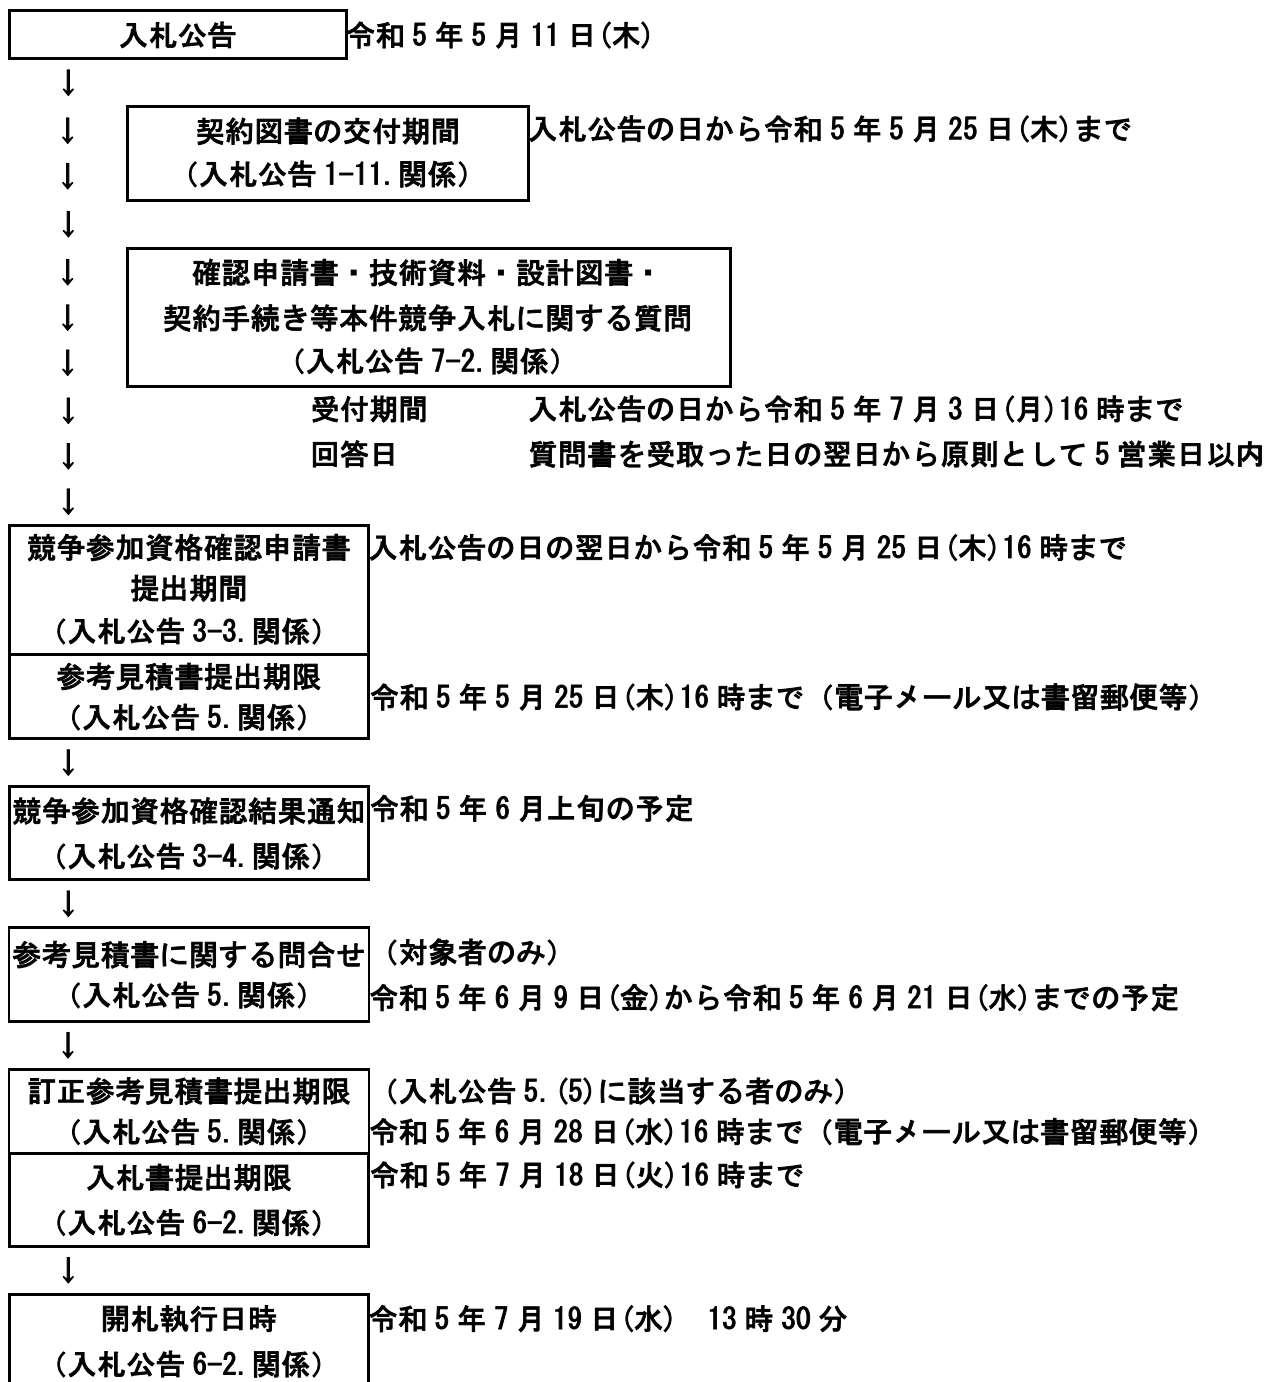 入札公告 令和5年5月11日(木)
↓
↓ 契約図書の交付期間 入札公告の日から令和5年5月25日(木)まで
↓ (入札公告1-11.関係)
↓
↓ 確認申請書・技術資料・設計図書・
↓ 契約手続き等本件競争入札に関する質問
↓ (入札公告7-2.関係)
↓ 受付期間 入札公告の日から令和5年7月3日(月)16時まで
↓ 回答日 質問書を受取った日の翌日から原則として5営業日以内
↓
競争参加資格確認申請書 入札公告の日の翌日から令和5年5月25日(木)16時まで
提出期間
(入札公告3-3.関係)
参考見積書提出期限
(入札公告5.関係) 令和5年5月25日(木)16時まで(電子メール又は書留郵便等)
↓
競争参加資格確認結果通知 令和5年6月上旬の予定
(入札公告3-4.関係)
↓
参考見積書に関する問合せ (対象者のみ)
(入札公告5.関係) 令和5年6月9日(金)から令和5年6月21日(水)までの予定
↓
訂正参考見積書提出期限 (入札公告5.(5)に該当する者のみ)
(入札公告5.関係) 令和5年6月28日(水)16時まで(電子メール又は書留郵便等)
入札書提出期限 令和5年7月18日(火)16時まで
(入札公告6-2.関係)
↓
開札執行日時 令和5年7月19日(水) 13時30分
(入札公告6-2.関係)